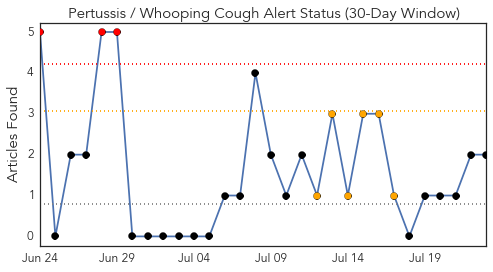 Pertussis / Whooping Cough Alert Status (30-Day Window)
Articles Found
5
4
3
2
1
0
Jun 24
Jun 29
Jul 04
Jul 09
Jul 14
Jul 19